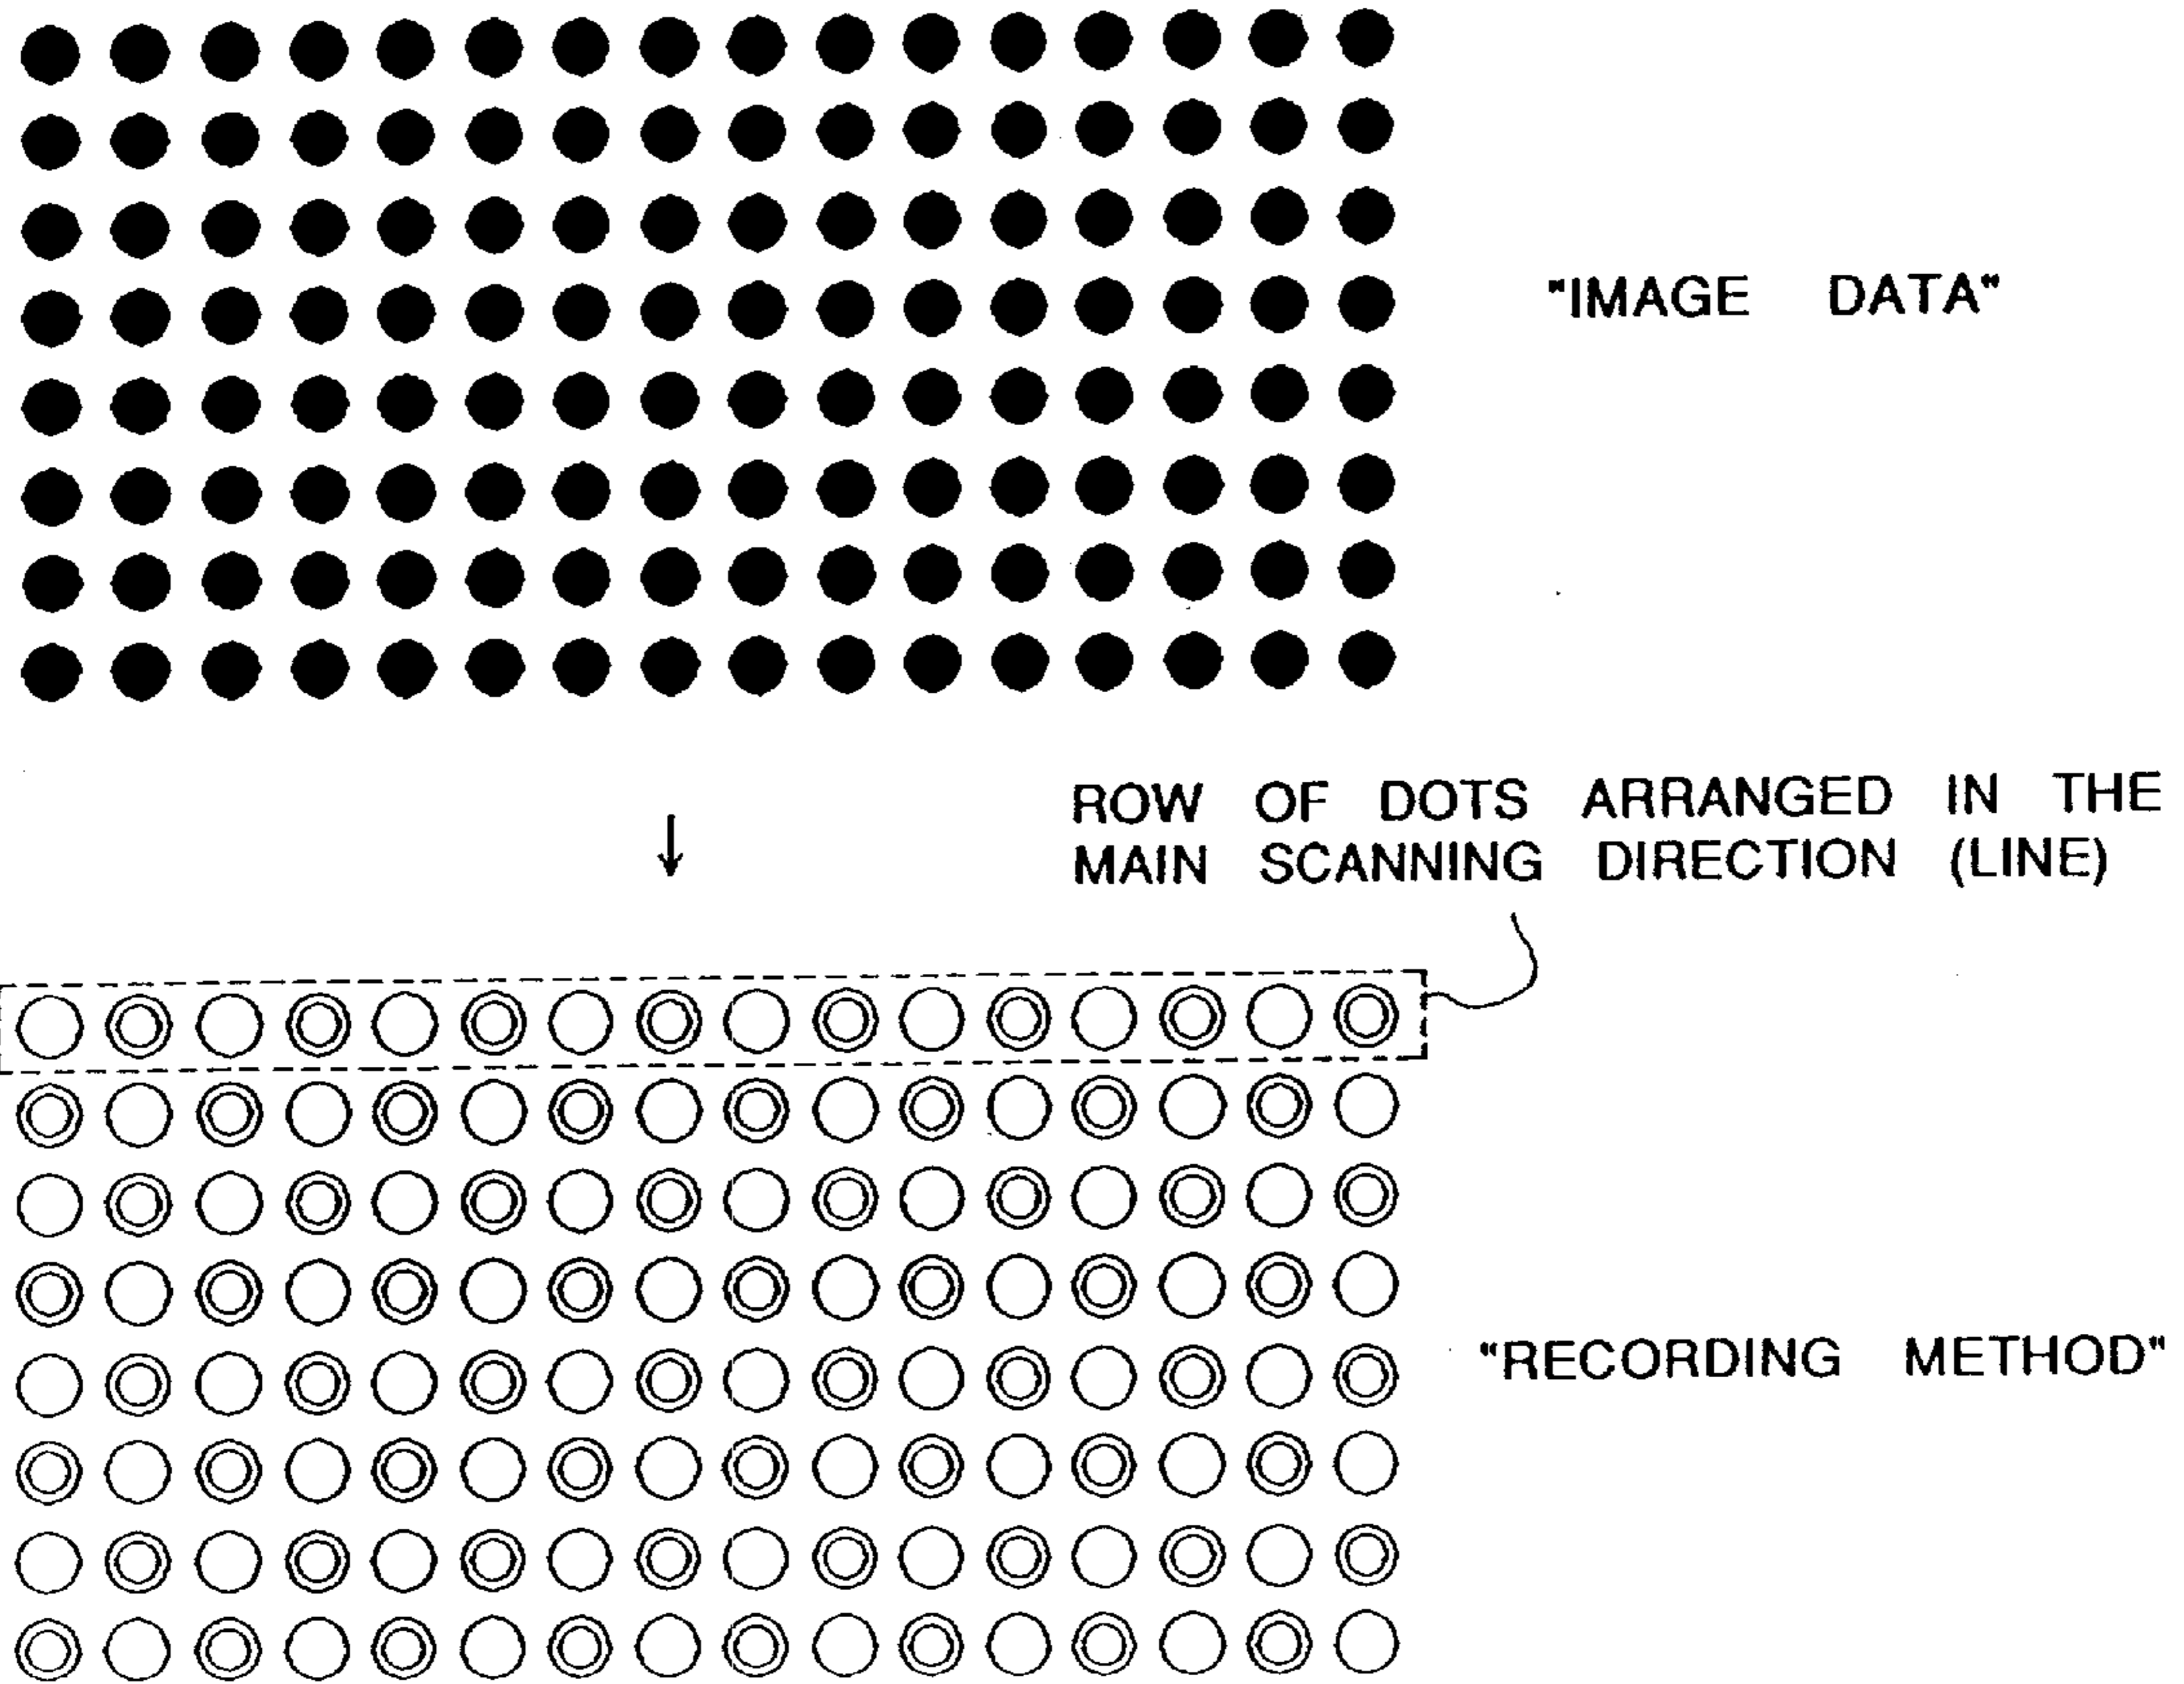 "IMAGE DATA"
ROW OF DOTS ARRANGED IN THE
MAIN SCANNING DIRECTION (LINE)
"RECORDING METHOD"